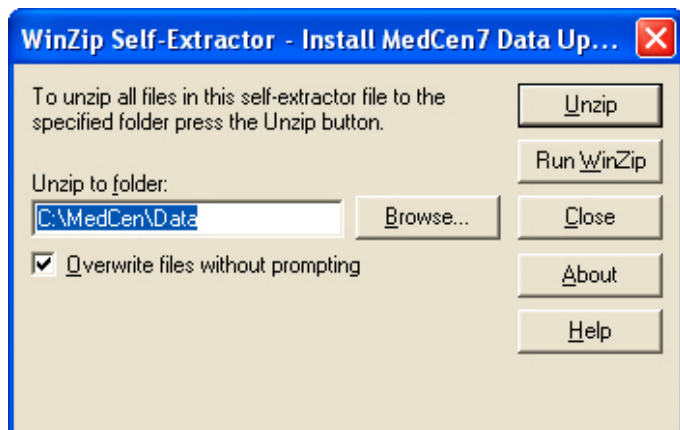 WinZip Self-Extractor - Install MedCen7 Data Up...
To unzip all files in this self-extractor file to the
specified folder press the Unzip button.
Unzip to folder:
C:\MedCen\Data
Browse...
Overwrite files without prompting
Unzip
Run WinZip
Close
About
Help